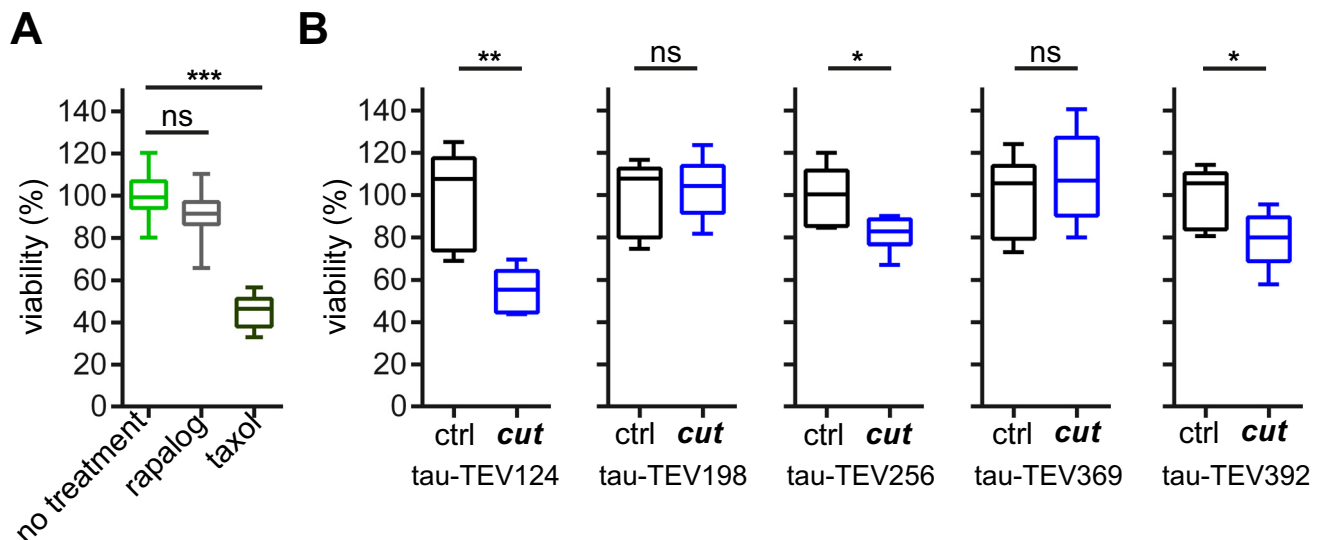 A
B
***
ns
**
ns
*
ns
*
viability (%)
140
120
100
80
60
40
20
0
no treatment
rapalog
taxol
viability (%)
140
120
100
80
60
40
20
0
ctrl cut
ctrl cut
ctrl cut
ctrl cut
ctrl cut
tau-TEV124
tau-TEV198
tau-TEV256
tau-TEV369
tau-TEV392